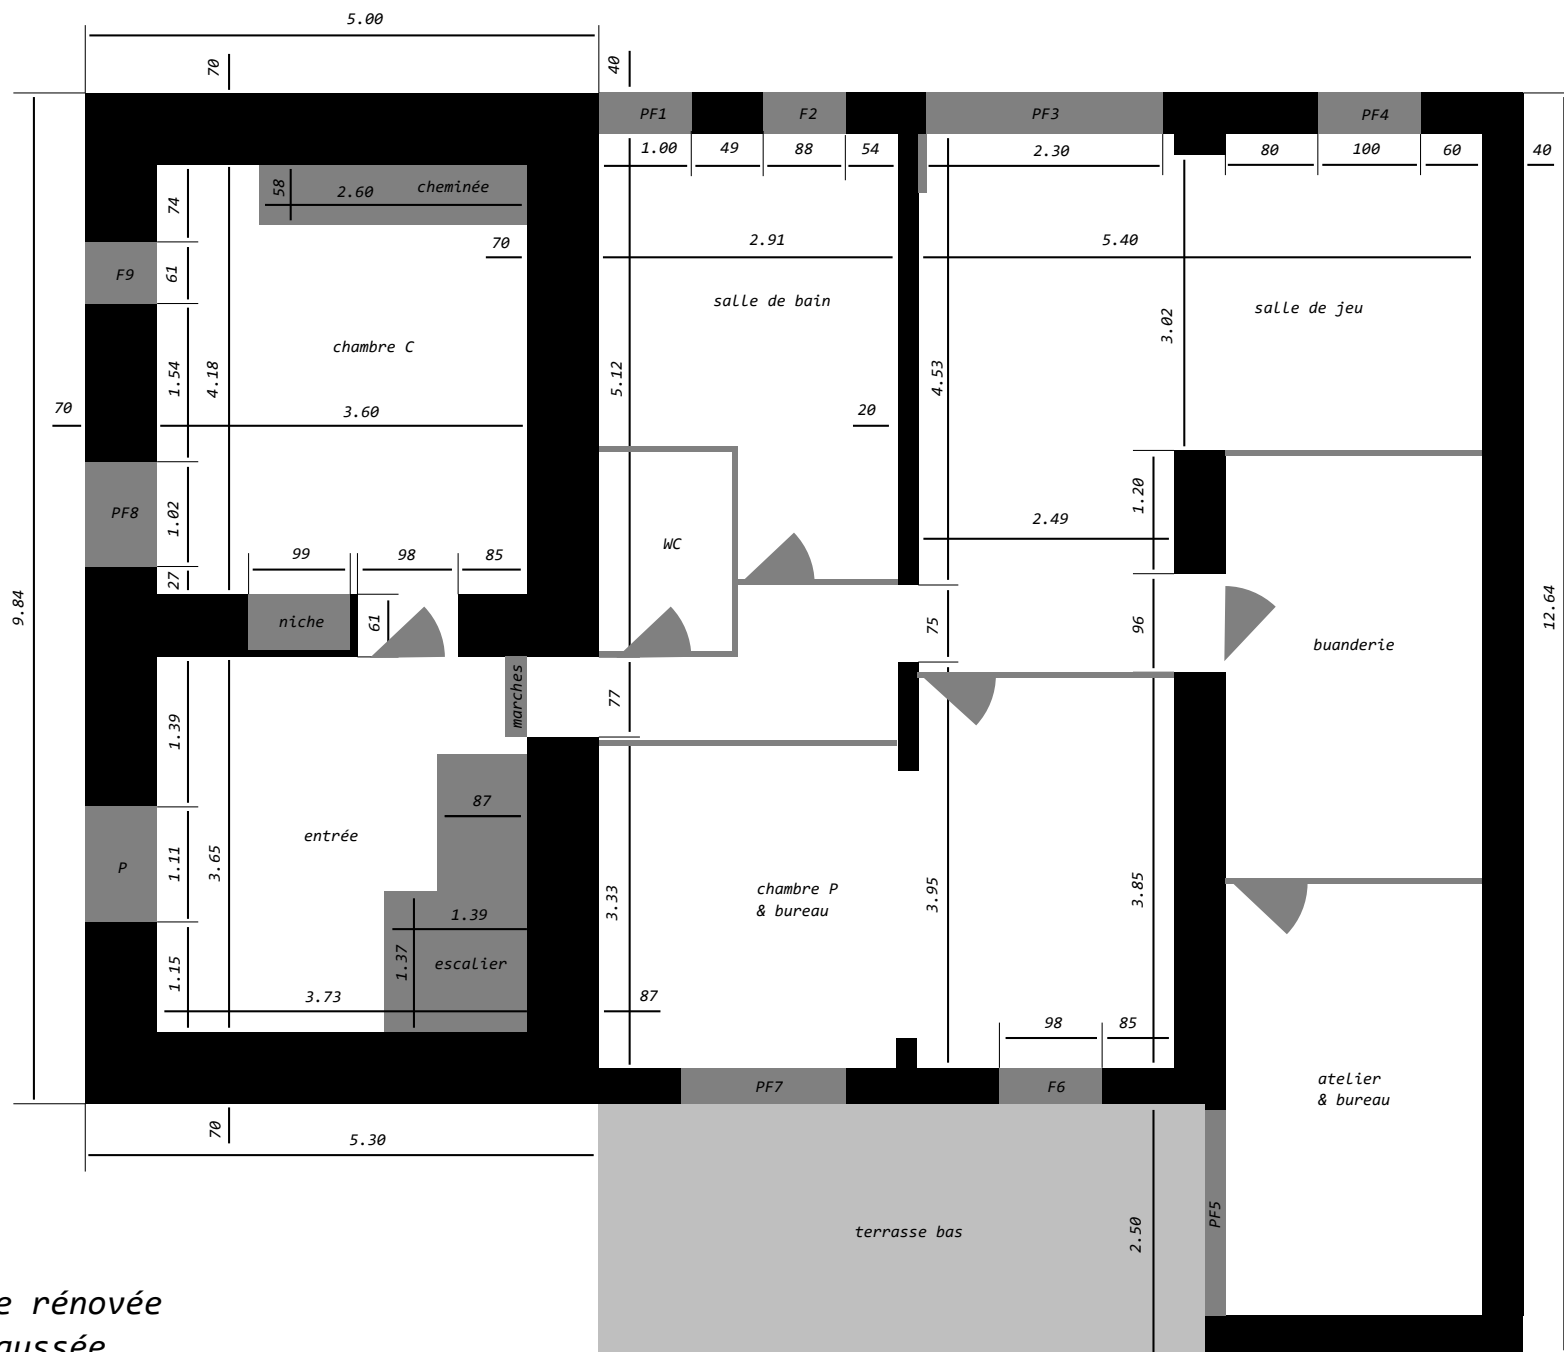 5.00
70
40
PF1
F2
PF3
PF4
1.00
49
88
54
2.30
80
100
60
40
74
58
2.60
cheminée
70
2.91
5.40
F9
61
salle de bain
salle de jeu
3.02
chambre C
1.54
4.18
5.12
4.53
70
3.60
20
PF8
1.02
WC
2.49
1.20
99
98
85
27
9.84
niche
61
75
96
12.64
buanderie
marches
77
1.39
87
entrée
P
1.11
3.65
3.33
chambre P
& bureau
3.95
3.85
1.39
1.37
escalier
1.15
3.73
87
98
85
PF7
F6
atelier
& bureau
70
5.30
terrasse bas
2.50
PF5
e rénovée
aussée